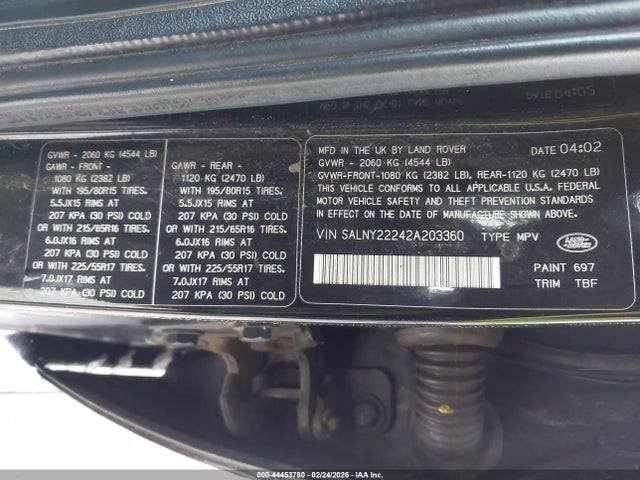 GVWR - 2060 KG (4544 LB)
GAWR - FRONT -
1080 KG (2382 LB)
WITH 195/80R15 TIRES.
5.5JX15 RIMS AT
207 KPA (30 PSI) COLD
OR WITH 215/65R16 TIRES
6.0JX16 RIMS AT
207 KPA (30 PSI) COLD
OR WITH 225/55R17 TIRES.
7.0JX17 RIMS AT
207 KPA (30 PSI) COLD
GAWR - REAR -
1120 KG (2470 LB)
WITH 195/80R15 TIRES.
5.5JX15 RIMS AT
207 KPA (30 PSI) COLD
OR WITH 215/65R16 TIRES
6.0JX16 RIMS AT
207 KPA (30 PSI) COLD
OR WITH 225/55R17 TIRES.
7.0JX17 RIMS AT
207 KPA (30 PSI) COLD
MFD IN THE UK BY LAND ROVER DATE 04:02
GVWR - 2060 KG (4544 LB)
GVWR-FRONT-1080 KG (2382 LB), REAR-1120 KG (2470 LB)
THIS VEHICLE CONFORMS TO ALL APPLICABLE U.S.A. FEDERAL
MOTOR VEHICLE SAFETY AND THEFT PREVENTION STANDARDS
IN EFFECT ON THE DATE OF MANUFACTURE SHOWN ABOVE.
VIN SALNY22242A203360 TYPE MPV
LAND ROVER
PAINT 697
TRIM TBF
000-44453780 - 02/24/2026 - IAA, Inc.